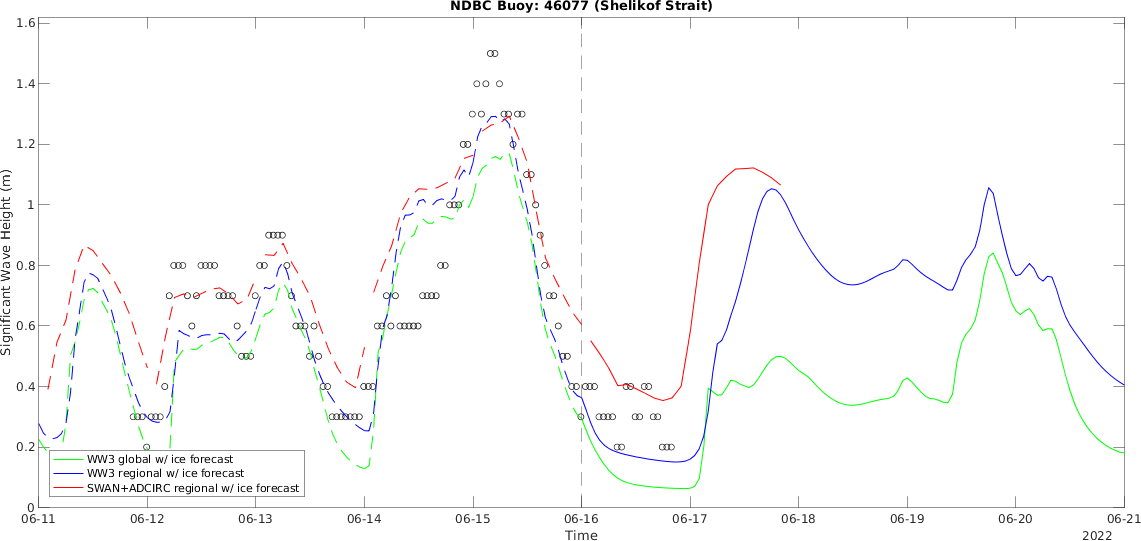 NDBC Buoy: 46077 (Shelikof Strait)
1.6
1.4
1.2
1
0.8
0.6
0.4
0.2
0
Significant Wave Height (m)
WW3 global w/ ice forecast
WW3 regional w/ ice forecast
SWAN+ADCIRC regional w/ ice forecast
06-11 06-12 06-13 06-14 06-15 06-16 06-17 06-18 06-19 06-20 06-21
Time
2022